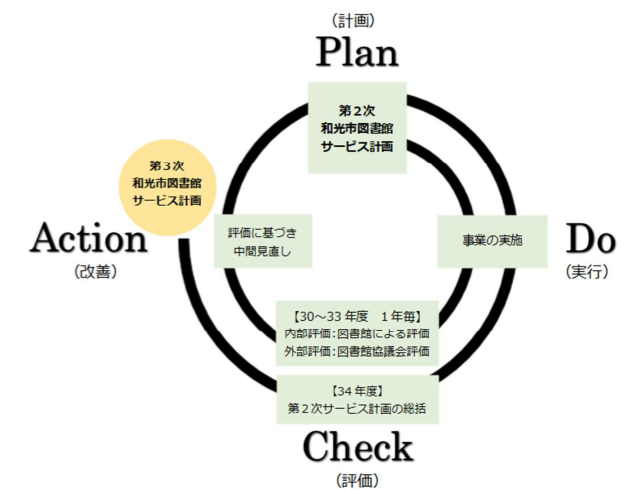 （計画）
Plan
第２次
和光市図書館
サービス計画
第３次
和光市図書館
サービス計画
Action
（改善）
評価に基づき
中間見直し
事業の実施
Do
（実行）
【30～33 年度　１年毎】
内部評価：図書館による評価
外部評価：図書館協議会評価
【34 年度】
第２次サービス計画の総括
Check
（評価）